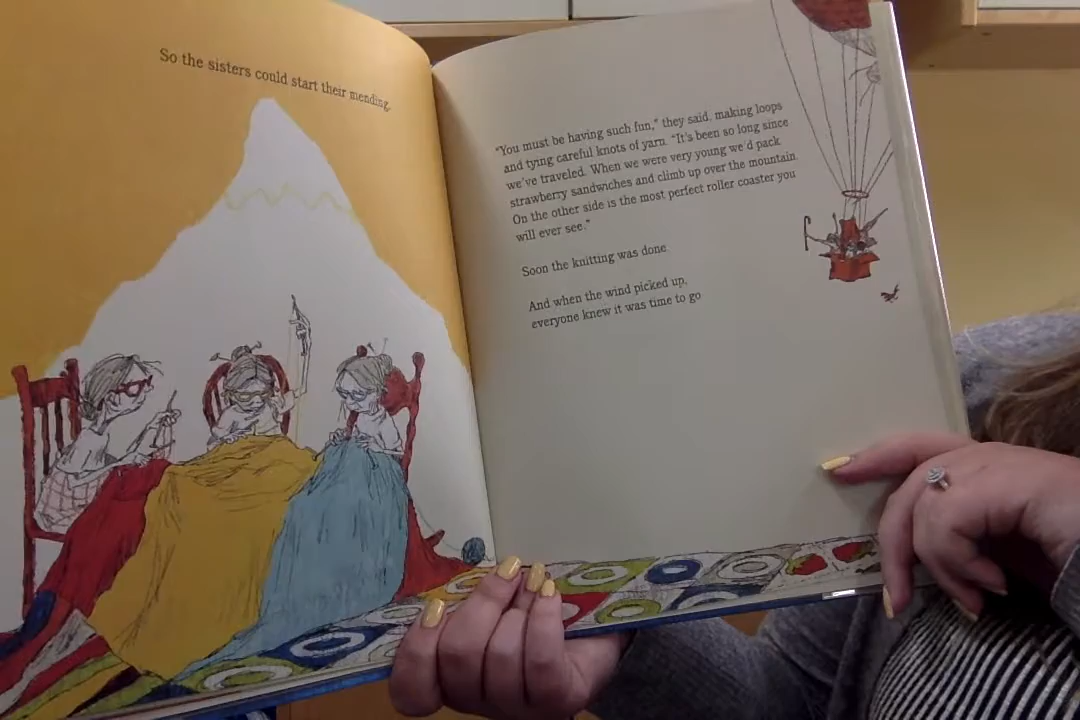 So the sisters could start their mending.
"You must be having such fun," they said, making loops
and tying careful knots of yarn. "It's been so long since
we've traveled. When we were very young we'd pack
strawberry sandwiches and climb up over the mountain.
On the other side is the most perfect roller coaster you
will ever see."
Soon the knitting was done.
And when the wind picked up,
everyone knew it was time to go